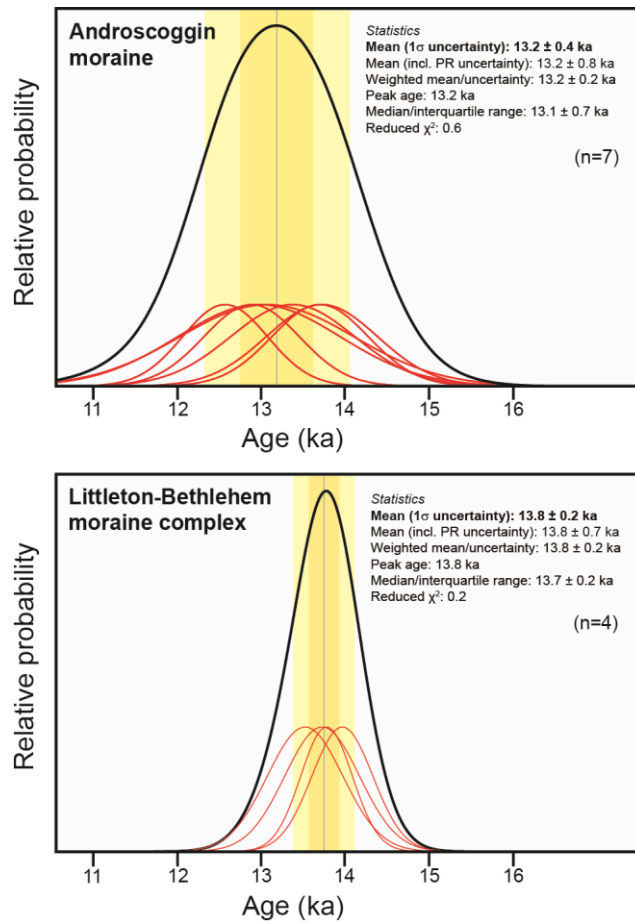 Androscoggin
moraine
Statistics
Mean (1σ uncertainty): 13.2 ± 0.4 ka
Mean (incl. PR uncertainty): 13.2 ± 0.8 ka
Weighted mean/uncertainty: 13.2 ± 0.2 ka
Peak age: 13.2 ka
Median/interquartile range: 13.1 ± 0.7 ka
Reduced χ²: 0.6
(n=7)
Relative probability
11 12 13 14 15 16
Age (ka)
Littleton-Bethlehem
moraine complex
Statistics
Mean (1σ uncertainty): 13.8 ± 0.2 ka
Mean (incl. PR uncertainty): 13.8 ± 0.7 ka
Weighted mean/uncertainty: 13.8 ± 0.2 ka
Peak age: 13.8 ka
Median/interquartile range: 13.7 ± 0.2 ka
Reduced χ²: 0.2
(n=4)
Relative probability
11 12 13 14 15 16
Age (ka)